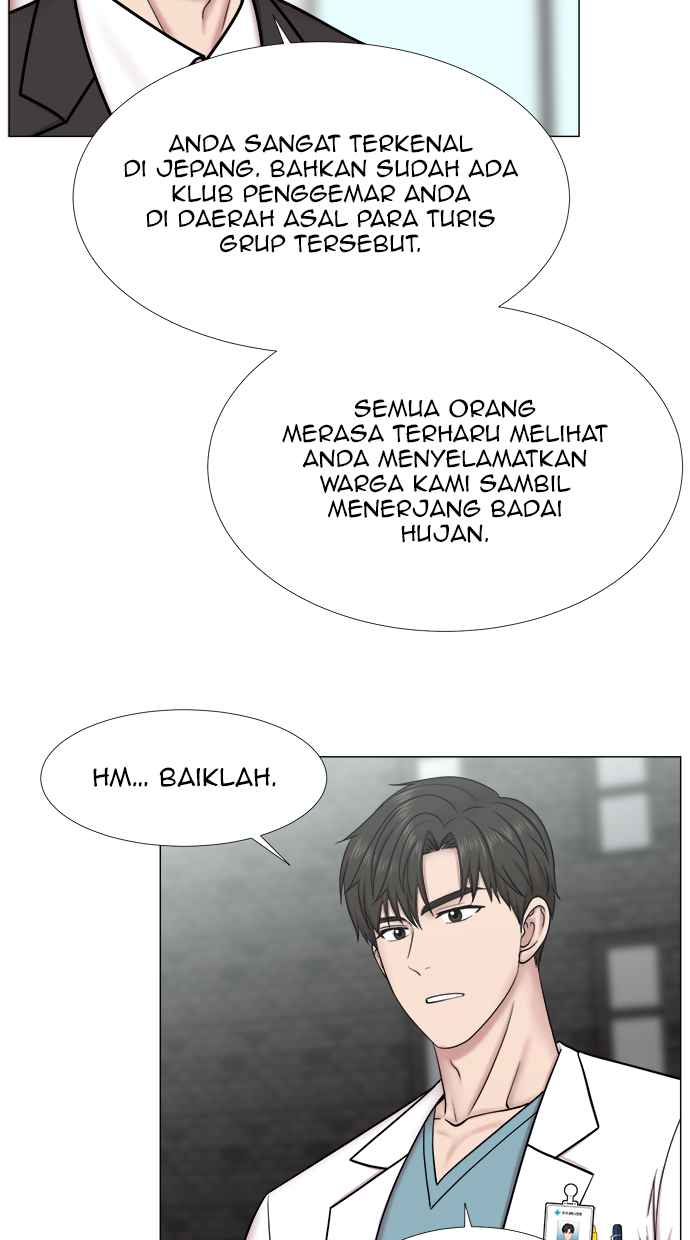 ANDA SANGAT TERKENAL
DI JEPANG. BAHKAN SUDAH ADA
KLUB PENGGEMAR ANDA
DI DAERAH ASAL PARA TURIS
GRUP TERSEBUT.
SEMUA ORANG
MERASA TERHARU MELIHAT
ANDA MENYELAMATKAN
WARGA KAMI SAMBIL
MENERJANG BADAI
HUJAN.
HM... BAIKLAH.